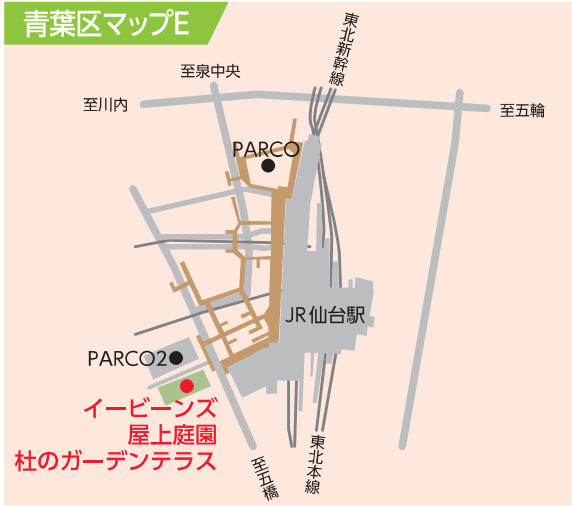 青葉区マップE
東北新幹線
至泉中央
至川内
至五輪
PARCO
JR仙台駅
PARCO2
イービーンズ
屋上庭園
杜のガーデンテラス
至五橋
東北本線